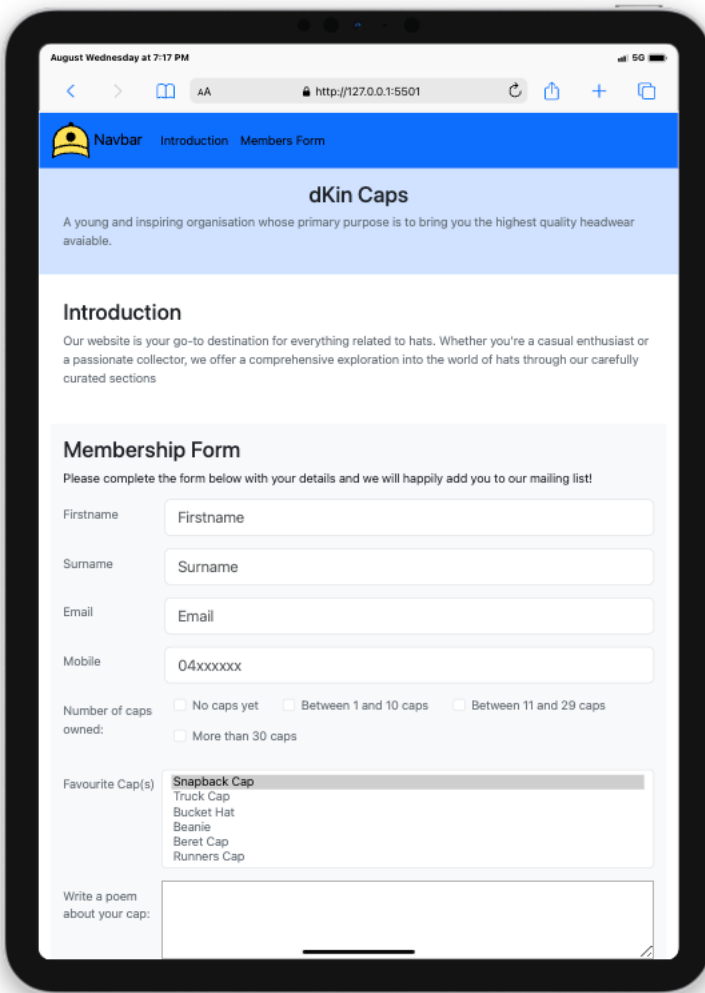 August Wednesday at 7:17 PM
5G
AA
http://127.0.0.1:5501
Navbar Introduction Members Form
dKin Caps
A young and inspiring organisation whose primary purpose is to bring you the highest quality headwear
avaiable.
Introduction
Our website is your go-to destination for everything related to hats. Whether you're a casual enthusiast or
a passionate collector, we offer a comprehensive exploration into the world of hats through our carefully
curated sections
Membership Form
Please complete the form below with your details and we will happily add you to our mailing list!
Firstname Firstname
Surname Surname
Email Email
Mobile 04xxxxxx
Number of caps
owned:
No caps yet Between 1 and 10 caps Between 11 and 29 caps
More than 30 caps
Favourite Cap(s)
Snapback Cap
Truck Cap
Bucket Hat
Beanie
Beret Cap
Runners Cap
Write a poem
about your cap: